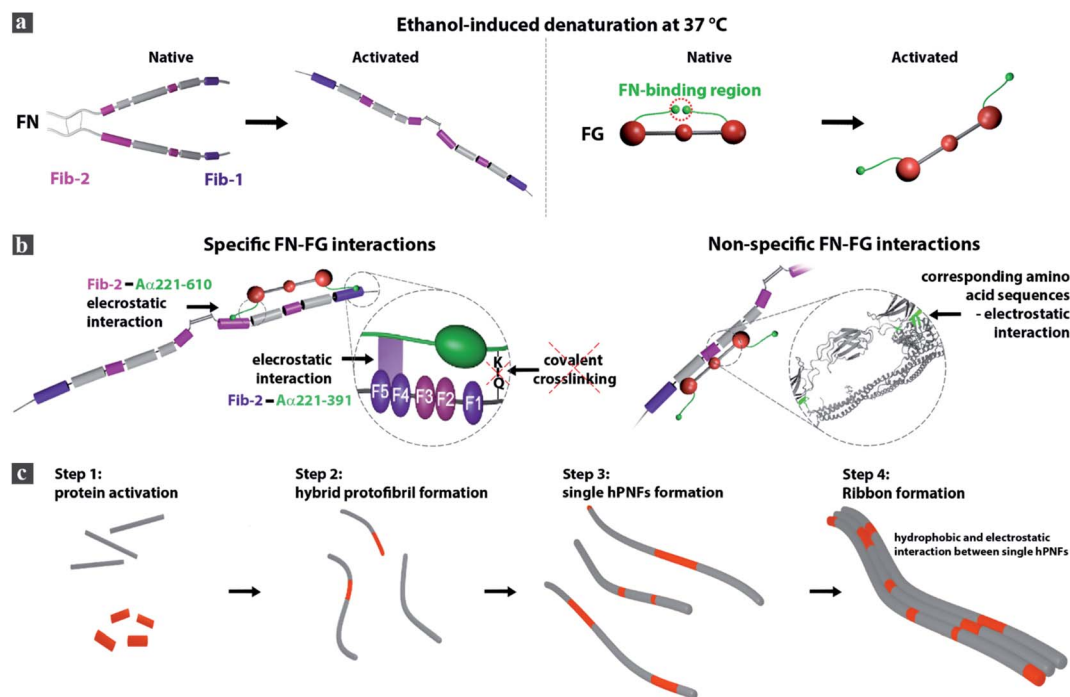 a
Ethanol-induced denaturation at 37 °C
Native
Activated
FN
Fib-2
Fib-1
Native
Activated
FN-binding region
FG
b
Specific FN-FG interactions
Fib-2–Aα221-610
elecrostatic
interaction
elecrostatic
interaction
Fib-2–Aα221-391
F5 F4 F3 F2 F1
K
Q
covalent
crosslinking
Non-specific FN-FG interactions
corresponding amino
acid sequences
- electrostatic
interaction
c
Step 1:
protein activation
Step 2:
hybrid protofibril formation
Step 3:
single hPNFs formation
Step 4:
Ribbon formation
hydrophobic and electrostatic
interaction between single hPNFs